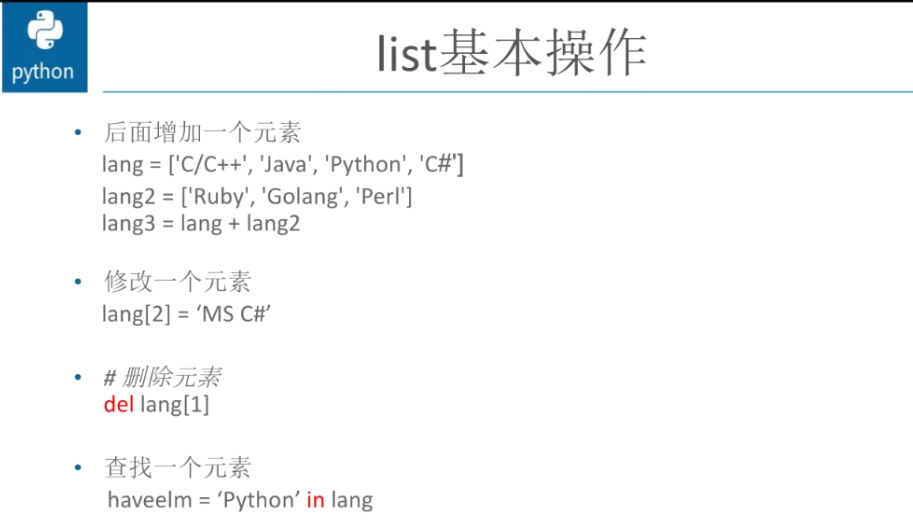 python
list基本操作
• 后面增加一个元素
lang = ['C/C++', 'Java', 'Python', 'C#']
lang2 = ['Ruby', 'Golang', 'Perl']
lang3 = lang + lang2
• 修改一个元素
lang[2] = ‘MS C#’
• # 删除元素
del lang[1]
• 查找一个元素
haveelm = ‘Python’ in lang